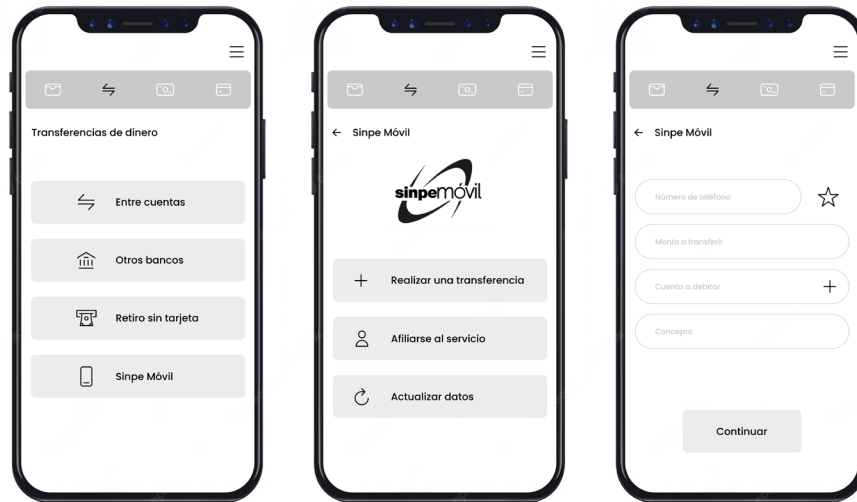 Transferencias de dinero
Entre cuentas
Otros bancos
Retiro sin tarjeta
Sinpe Móvil
Sinpe Móvil
sinpemóvil
Realizar una transferencia
Afiliarse al servicio
Actualizar datos
Sinpe Móvil
Número de teléfono
Monto a transferir
Cuenta a debitar
Concepto
Continuar